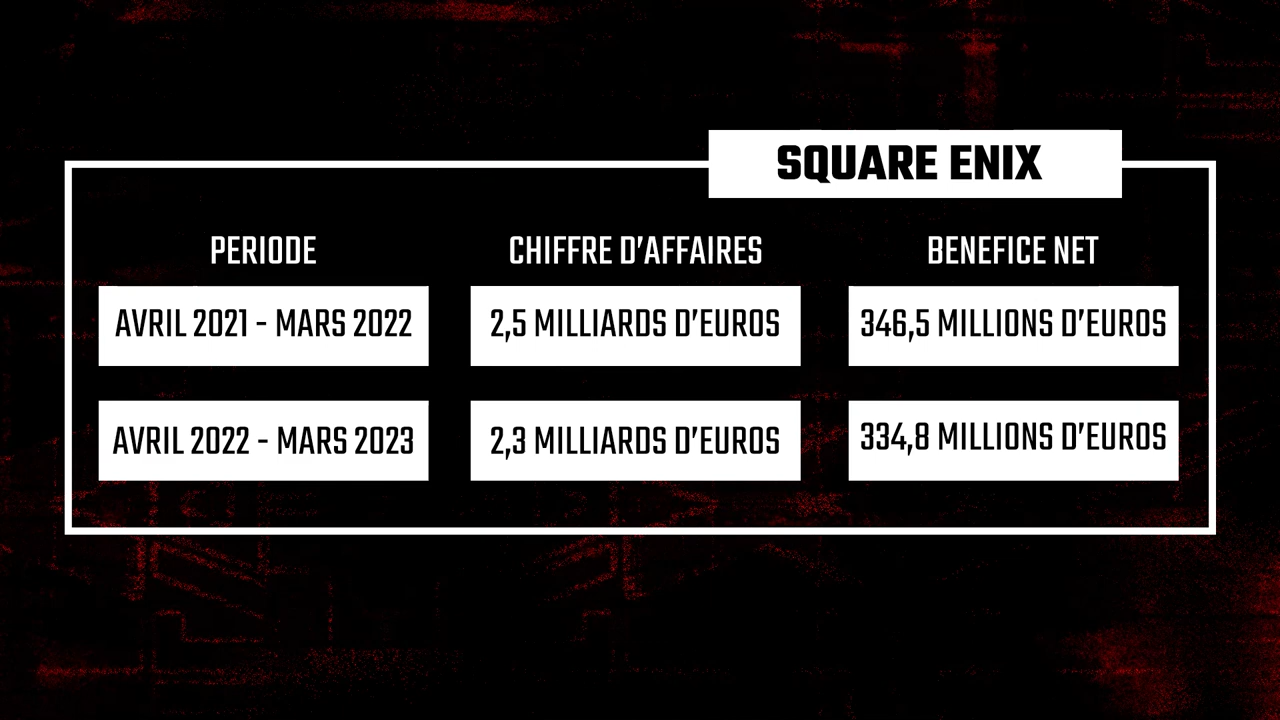 SQUARE ENIX
PERIODE CHIFFRE D'AFFAIRES BENEFICE NET
AVRIL 2021 - MARS 2022 2,5 MILLIARDS D'EUROS 346,5 MILLIONS D'EUROS
AVRIL 2022 - MARS 2023 2,3 MILLIARDS D'EUROS 334,8 MILLIONS D'EUROS